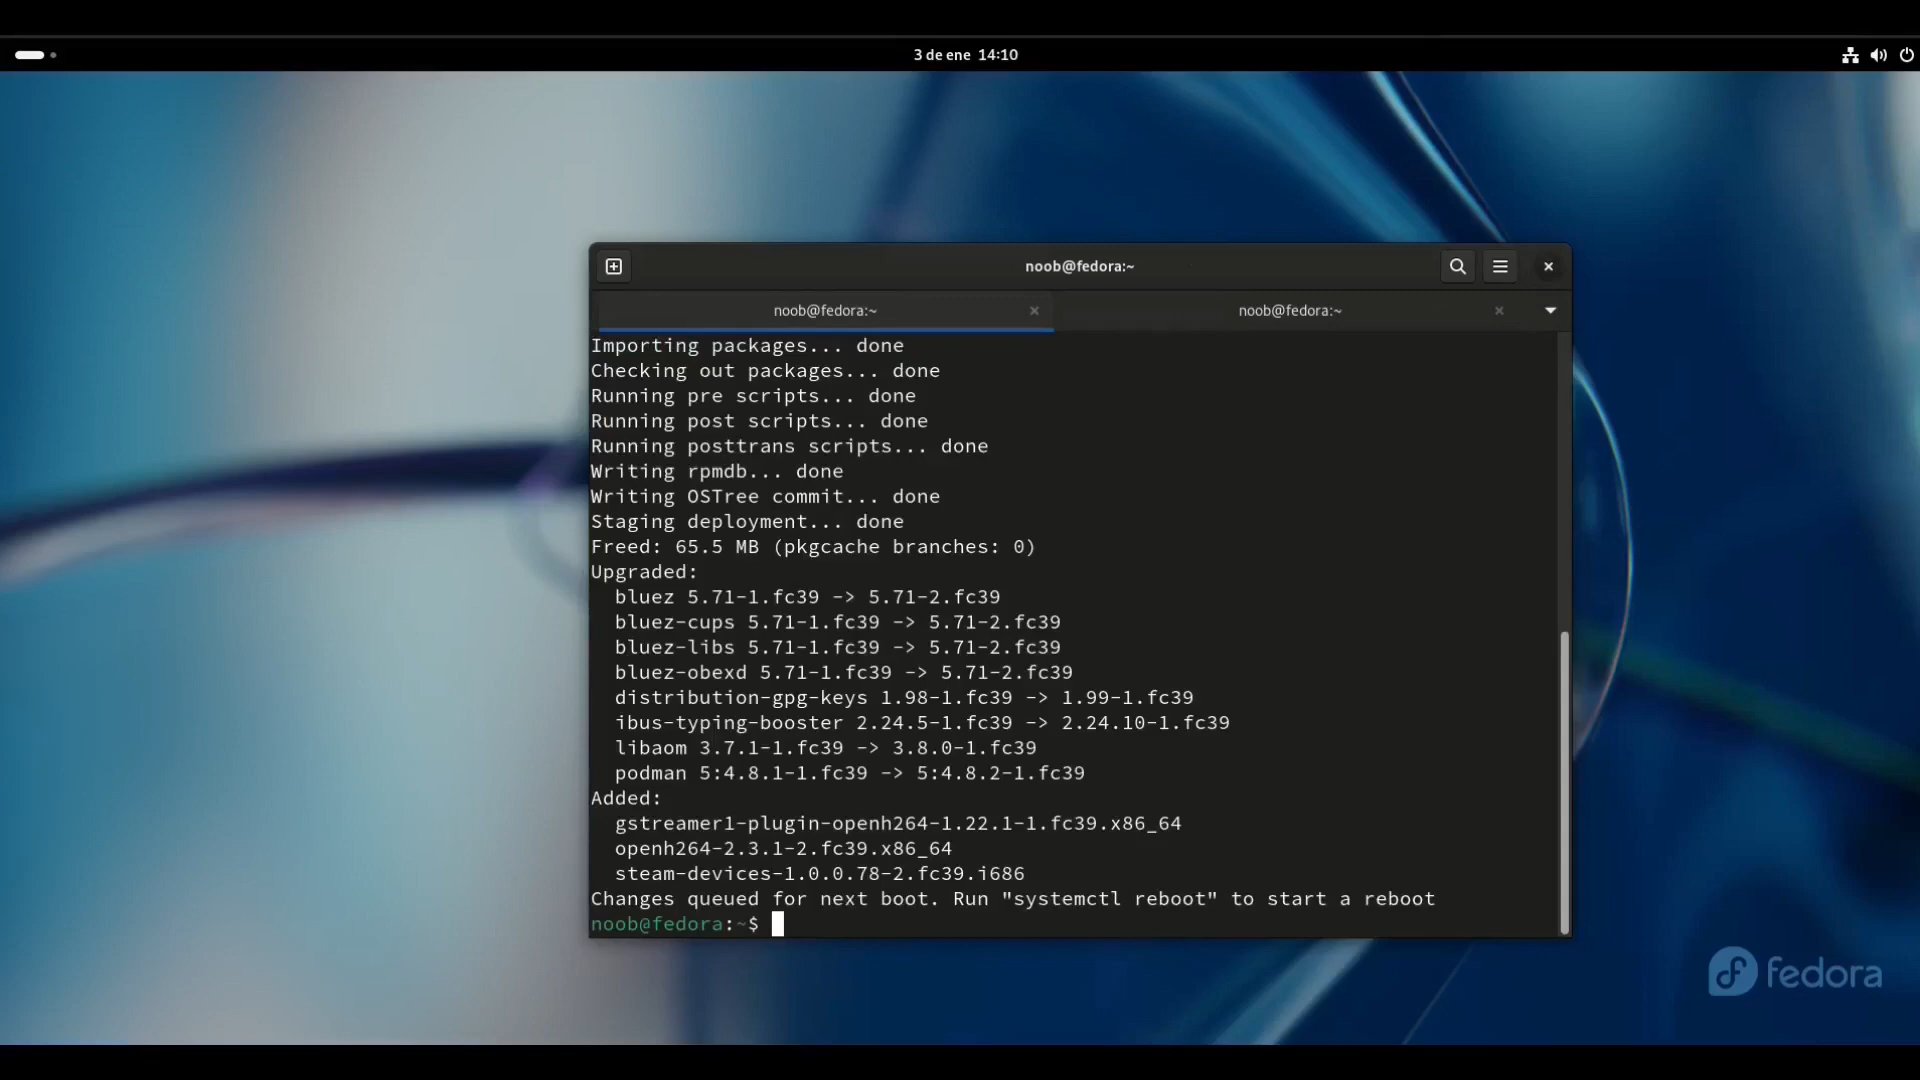 3 de ene 14:10
noob@fedora:~
noob@fedora:~ noob@fedora:~
Importing packages... done
Checking out packages... done
Running pre scripts... done
Running post scripts... done
Running posttrans scripts... done
Writing rpmdb... done
Writing OSTree commit... done
Staging deployment... done
Freed: 65.5 MB (pkgcache branches: 0)
Upgraded:
  bluez 5.71-1.fc39 -> 5.71-2.fc39
  bluez-cups 5.71-1.fc39 -> 5.71-2.fc39
  bluez-libs 5.71-1.fc39 -> 5.71-2.fc39
  bluez-obexd 5.71-1.fc39 -> 5.71-2.fc39
  distribution-gpg-keys 1.98-1.fc39 -> 1.99-1.fc39
  ibus-typing-booster 2.24.5-1.fc39 -> 2.24.10-1.fc39
  libaom 3.7.1-1.fc39 -> 3.8.0-1.fc39
  podman 5:4.8.1-1.fc39 -> 5:4.8.2-1.fc39
Added:
  gstreamer1-plugin-openh264-1.22.1-1.fc39.x86_64
  openh264-2.3.1-2.fc39.x86_64
  steam-devices-1.0.0.78-2.fc39.i686
Changes queued for next boot. Run "systemctl reboot" to start a reboot
noob@fedora:~$
fedora